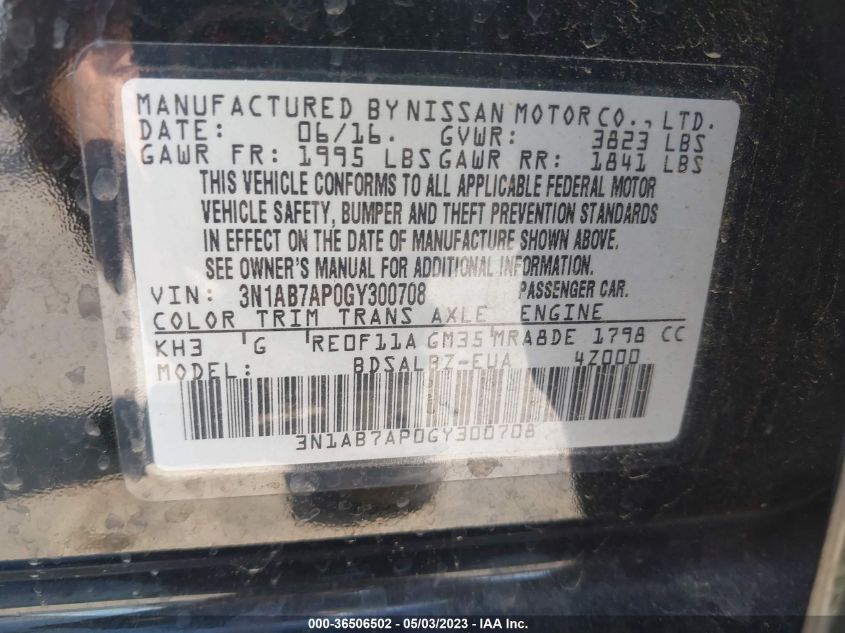 MANUFACTURED BY NISSAN MOTOR CO., LTD.
DATE: 06/16. GVWR: 3823 LBS
GAWR FR: 1995 LBS GAWR RR: 1841 LBS
THIS VEHICLE CONFORMS TO ALL APPLICABLE FEDERAL MOTOR
VEHICLE SAFETY, BUMPER AND THEFT PREVENTION STANDARDS
IN EFFECT ON THE DATE OF MANUFACTURE SHOWN ABOVE.
SEE OWNER'S MANUAL FOR ADDITIONAL INFORMATION.
VIN: 3N1AB7AP0GY300708 PASSENGER CAR.
COLOR TRIM TRANS AXLE ENGINE
KH3 G RE0F11A GM35 MRA8DE 1798 CC
MODEL: BDSALBZ-EUA 4Z000
3N1AB7AP0GY300708
000-36506502 - 05/03/2023 - IAA Inc.